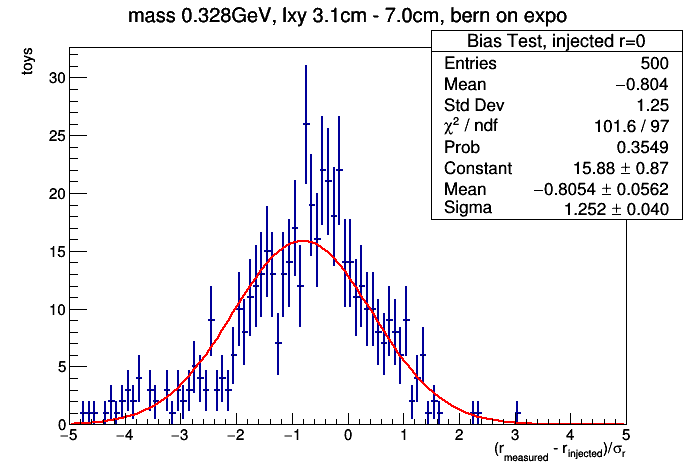 mass 0.328GeV, lxy 3.1cm - 7.0cm, bern on expo
toys
Bias Test, injected r=0
Entries 500
Mean −0.804
Std Dev 1.25
χ² / ndf 101.6 / 97
Prob 0.3549
Constant 15.88 ± 0.87
Mean −0.8054 ± 0.0562
Sigma 1.252 ± 0.040
30
25
20
15
10
5
0
−5 −4 −3 −2 −1 0 1 2 3 4 5
(r_measured - r_injected)/σ_r